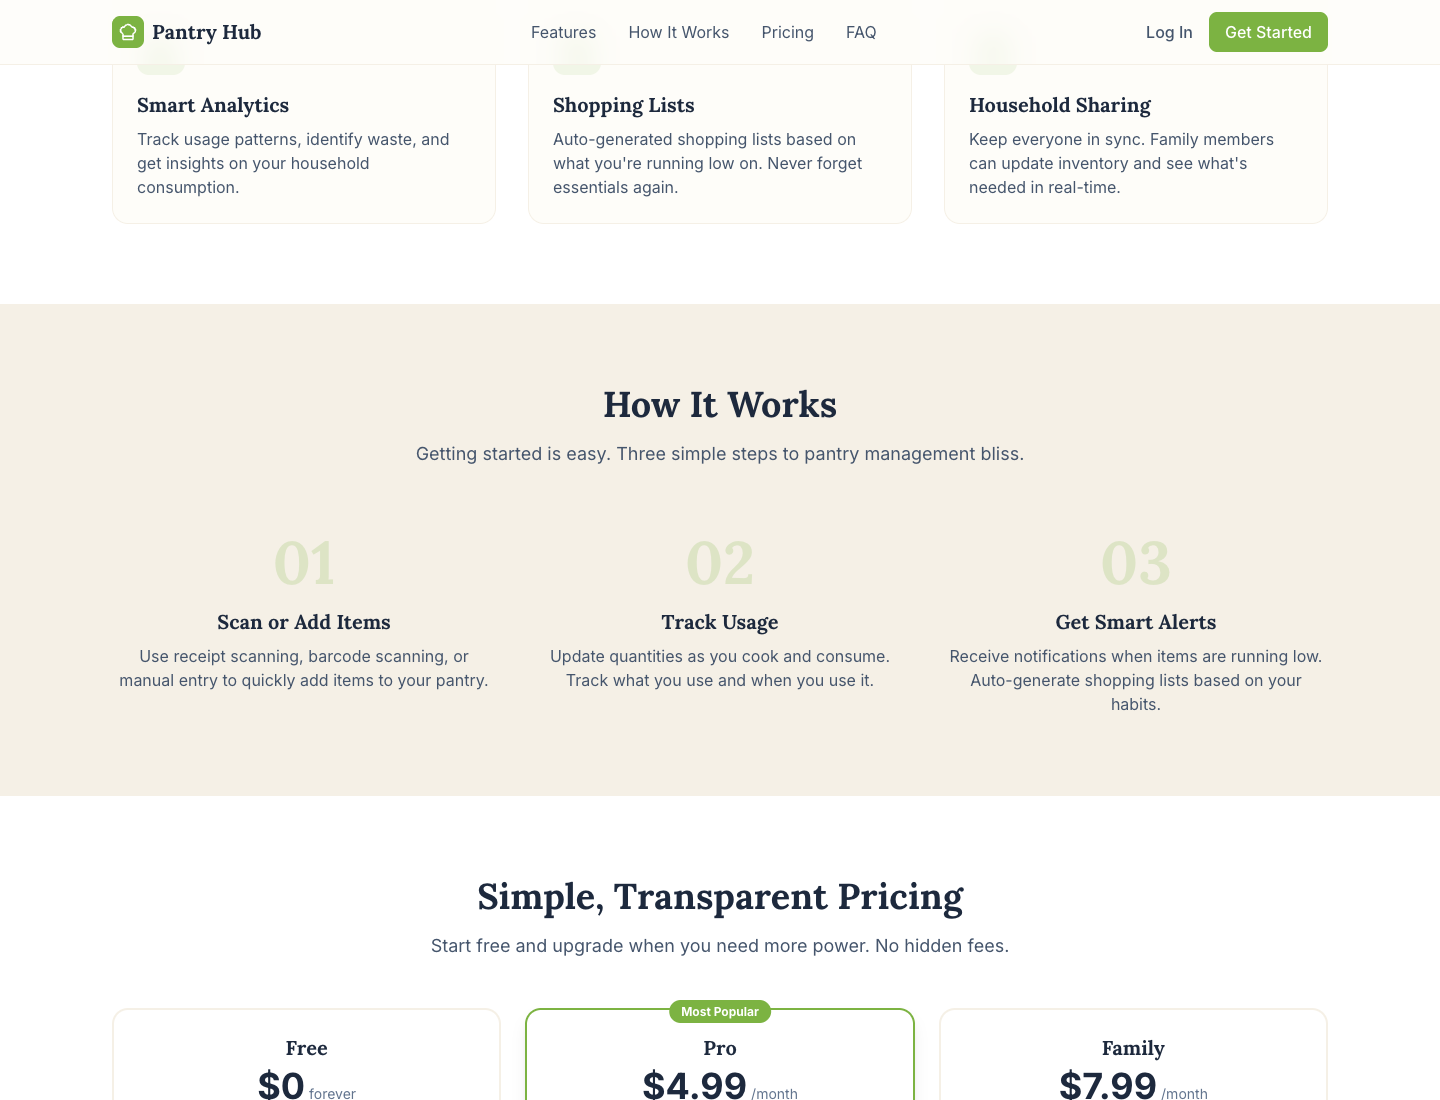 Pantry Hub
Features
How It Works
Pricing
FAQ
Log In
Get Started
Smart Analytics
Track usage patterns, identify waste, and
get insights on your household
consumption.
Shopping Lists
Auto-generated shopping lists based on
what you're running low on. Never forget
essentials again.
Household Sharing
Keep everyone in sync. Family members
can update inventory and see what's
needed in real-time.
How It Works
Getting started is easy. Three simple steps to pantry management bliss.
01
Scan or Add Items
Use receipt scanning, barcode scanning, or
manual entry to quickly add items to your pantry.
02
Track Usage
Update quantities as you cook and consume.
Track what you use and when you use it.
03
Get Smart Alerts
Receive notifications when items are running low.
Auto-generate shopping lists based on your
habits.
Simple, Transparent Pricing
Start free and upgrade when you need more power. No hidden fees.
Free
$0 forever
Most Popular
Pro
$4.99 /month
Family
$7.99 /month